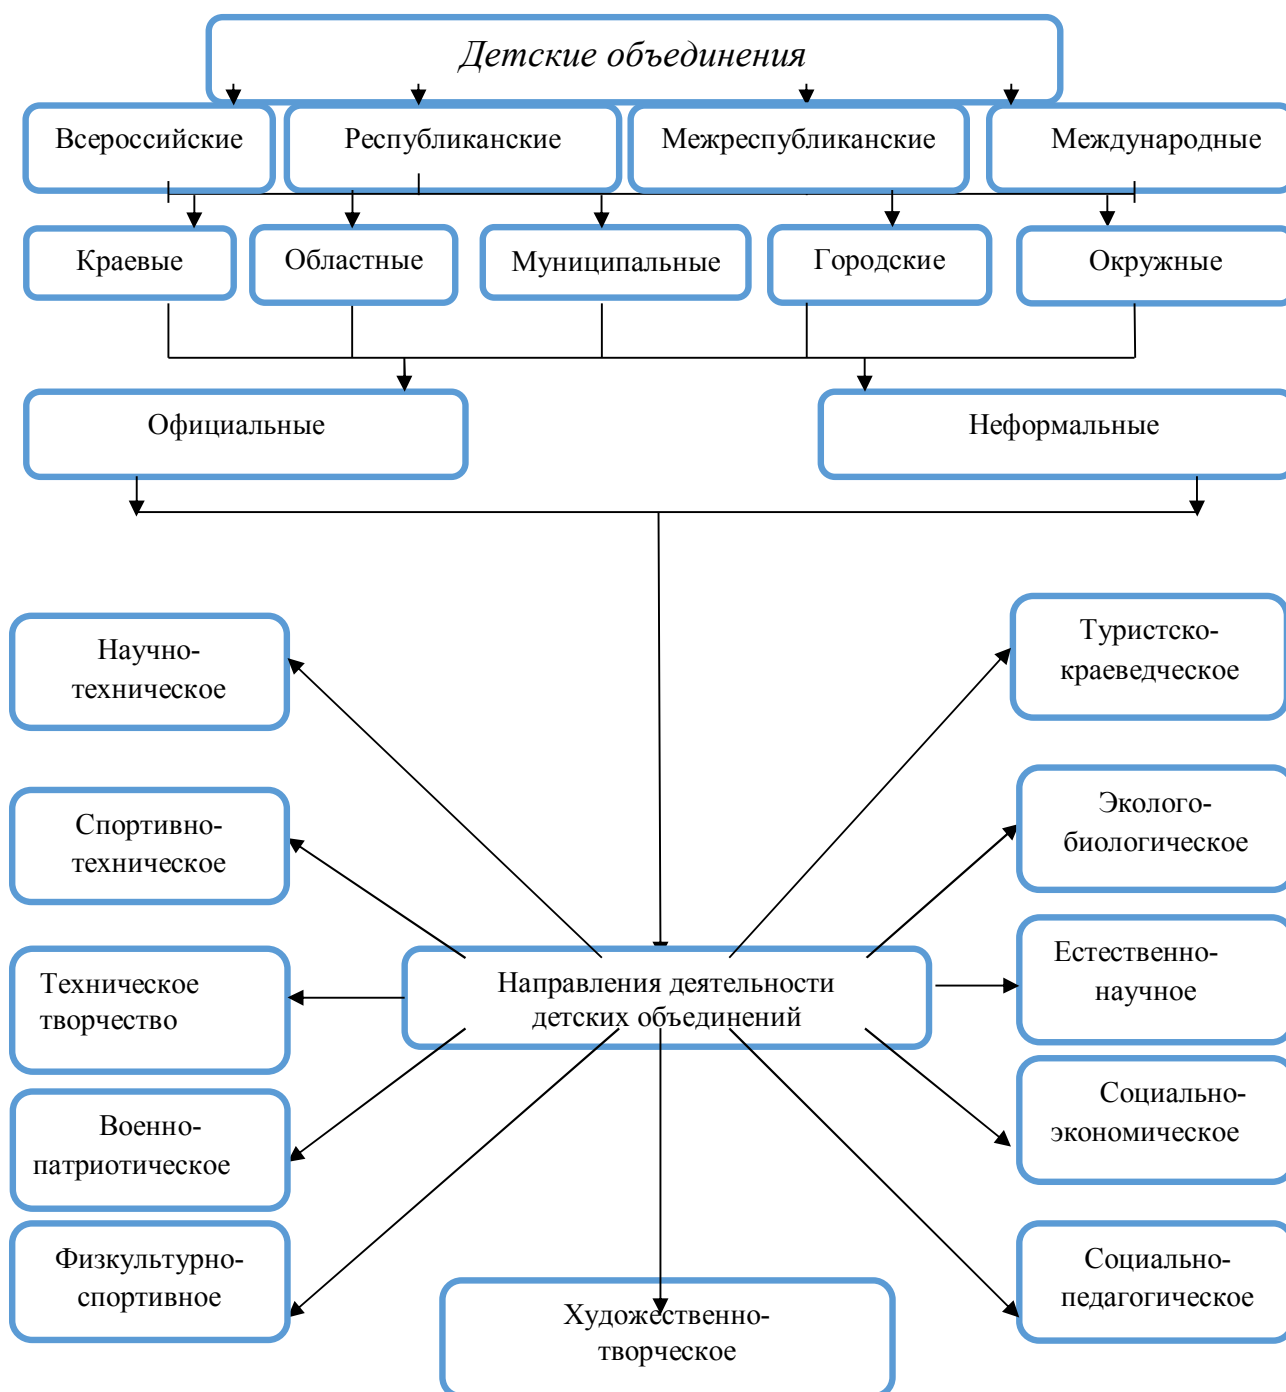 Детские объединения
Всероссийские
Республиканские
Межреспубликанские
Международные
Краевые
Областные
Муниципальные
Городские
Окружные
Официальные
Неформальные
Научно-
техническое
Туристско-
краеведческое
Спортивно-
техническое
Эколого-
биологическое
Техническое
творчество
Направления деятельности
детских объединений
Естественно-
научное
Военно-
патриотическое
Социально-
экономическое
Физкультурно-
спортивное
Художественно-
творческое
Социально-
педагогическое